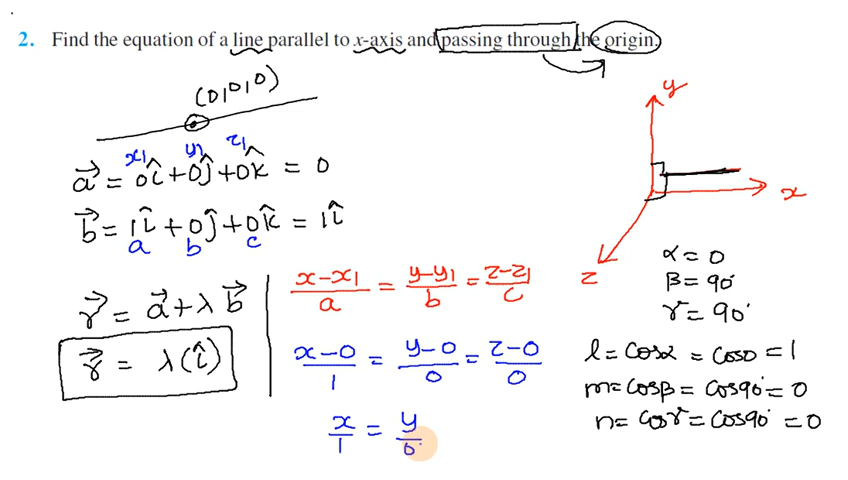 2. Find the equation of a line parallel to x-axis and passing through the origin.
(0,0,0)
x1 y1 z1
a⃗ = 0î + 0ĵ + 0k̂ = 0
b⃗ = 1î + 0ĵ + 0k̂ = 1î
a b c
r⃗ = a⃗ + λ b⃗
r⃗ = λ(î)
(x-x1)/a = (y-y1)/b = (z-z1)/c
(x-0)/1 = (y-0)/0 = (z-0)/0
x/1 = y/0
y
x
z
α = 0
β = 90°
γ = 90°
l = cosα = cos0 = 1
m = cosβ = cos90° = 0
n = cosγ = cos90° = 0